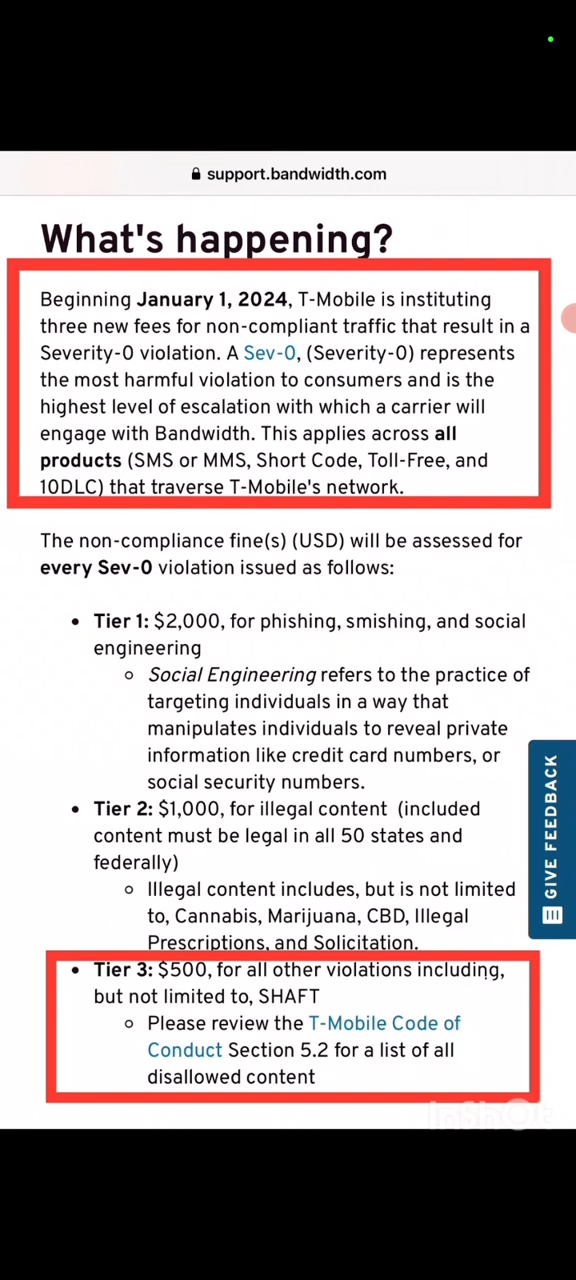 support.bandwidth.com
What's happening?
Beginning January 1, 2024, T-Mobile is instituting
three new fees for non-compliant traffic that result in a
Severity-0 violation. A Sev-0, (Severity-0) represents
the most harmful violation to consumers and is the
highest level of escalation with which a carrier will
engage with Bandwidth. This applies across all
products (SMS or MMS, Short Code, Toll-Free, and
10DLC) that traverse T-Mobile's network.
The non-compliance fine(s) (USD) will be assessed for
every Sev-0 violation issued as follows:
• Tier 1: $2,000, for phishing, smishing, and social
engineering
Social Engineering refers to the practice of
targeting individuals in a way that
manipulates individuals to reveal private
information like credit card numbers, or
social security numbers.
• Tier 2: $1,000, for illegal content (included
content must be legal in all 50 states and
federally)
Illegal content includes, but is not limited
to, Cannabis, Marijuana, CBD, Illegal
Prescriptions, and Solicitation.
• Tier 3: $500, for all other violations including,
but not limited to, SHAFT
Please review the T-Mobile Code of
Conduct Section 5.2 for a list of all
disallowed content
GIVE FEEDBACK
InShOt